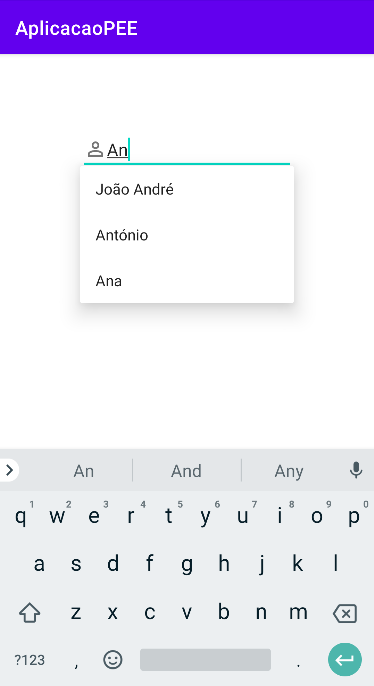 AplicacaoPEE
An
João André
António
Ana
An And Any
q1 w2 e3 r4 t5 y6 u7 i8 o9 p0
a s d f g h j k l
z x c v b n m
?123 , .